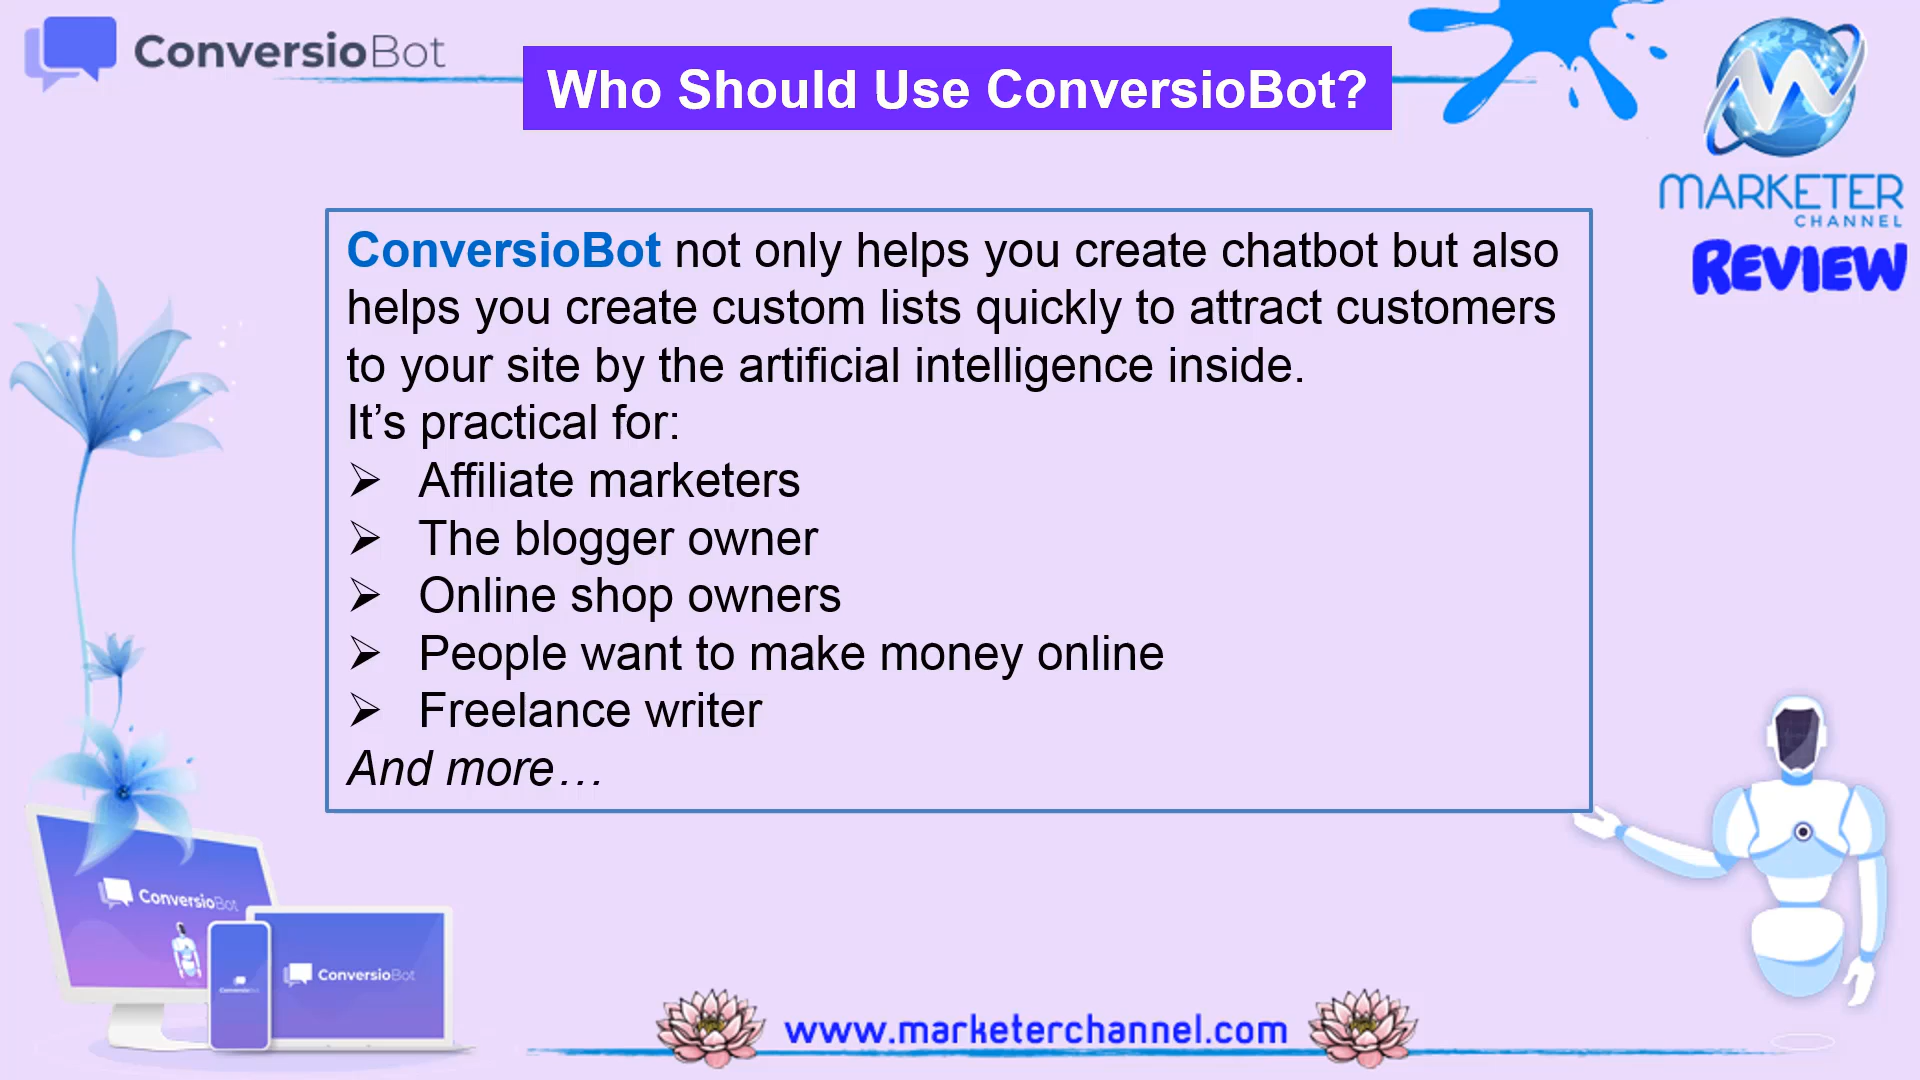 ConversioBot
Who Should Use ConversioBot?
MARKETER
CHANNEL
REVIEW
ConversioBot not only helps you create chatbot but also
helps you create custom lists quickly to attract customers
to your site by the artificial intelligence inside.
It’s practical for:
➢ Affiliate marketers
➢ The blogger owner
➢ Online shop owners
➢ People want to make money online
➢ Freelance writer
And more…
ConversioBot
ConversioBot
ConversioBot
www.marketerchannel.com